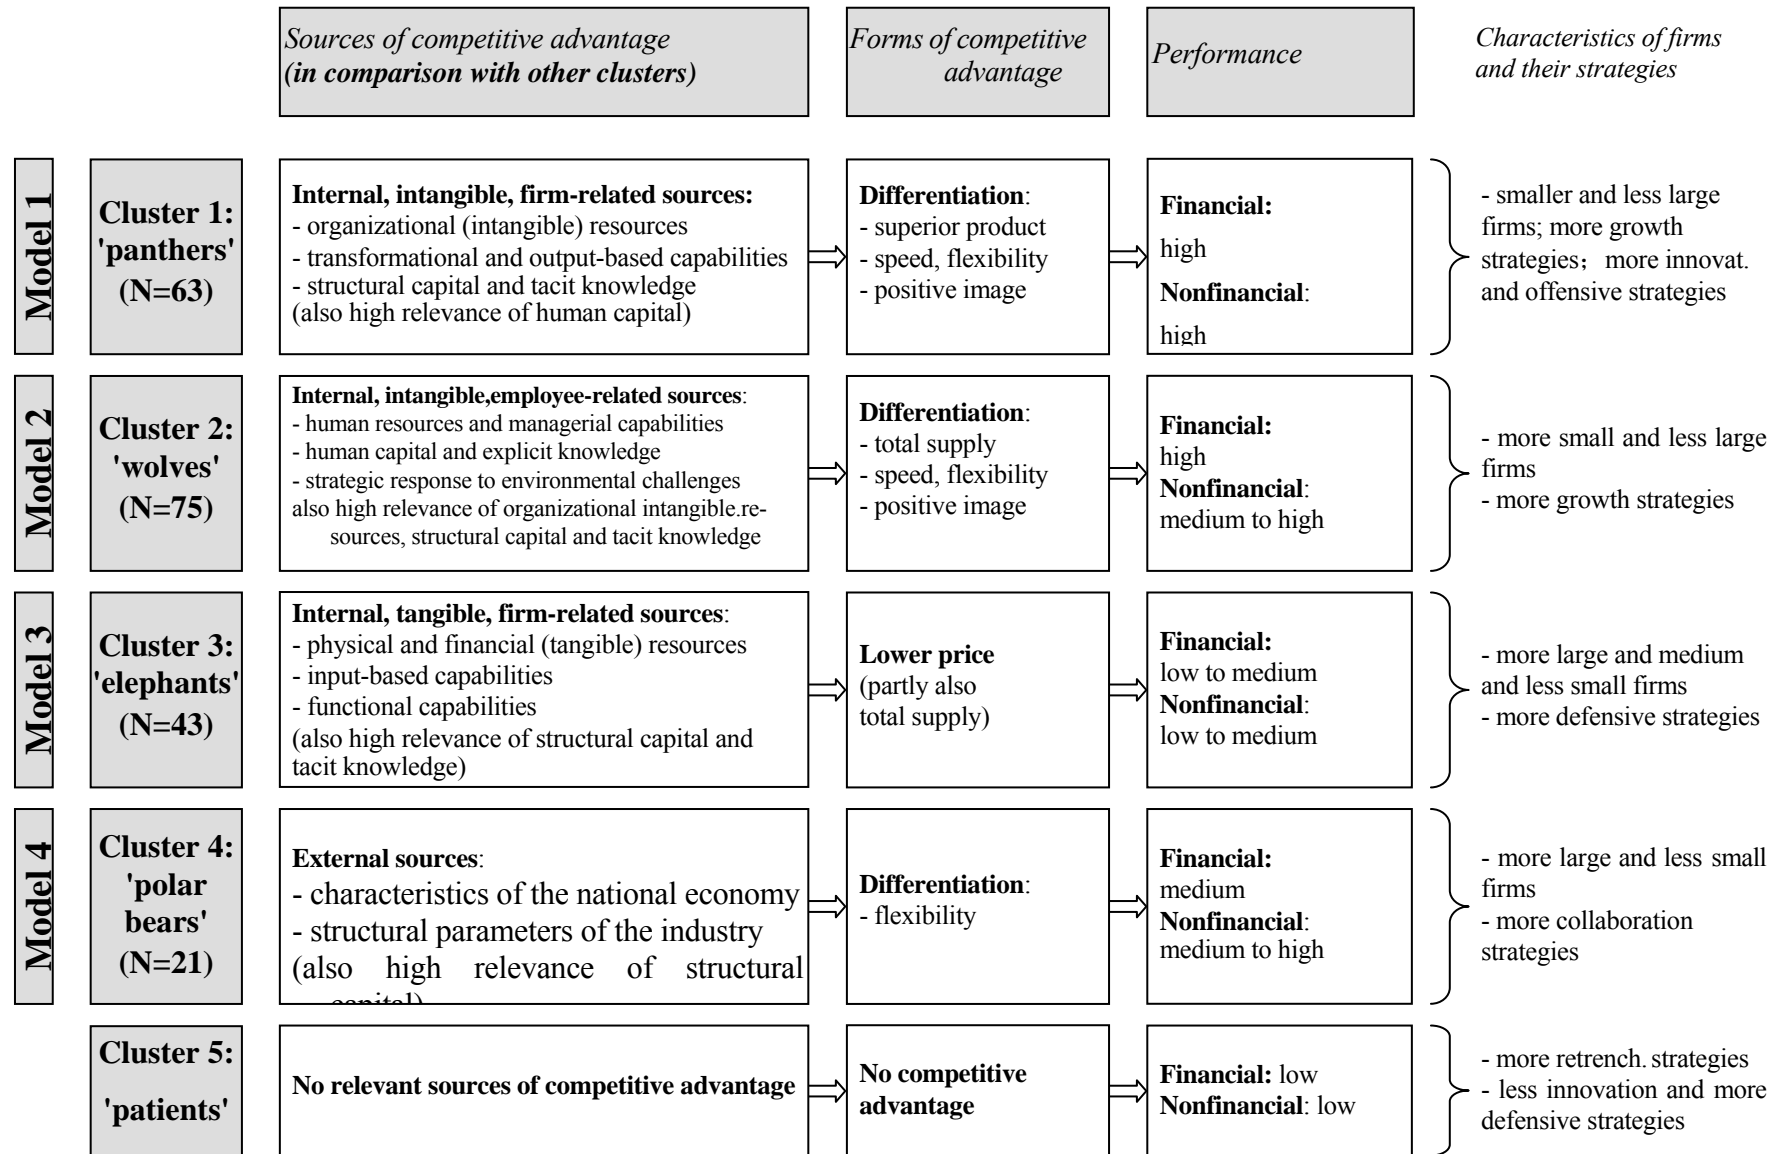 Sources of competitive advantage
(in comparison with other clusters)
Forms of competitive
advantage
Performance
Characteristics of firms
and their strategies
Model 1
Cluster 1:
'panthers'
(N=63)
Internal, intangible, firm-related sources:
- organizational (intangible) resources
- transformational and output-based capabilities
- structural capital and tacit knowledge
(also high relevance of human capital)
Differentiation:
- superior product
- speed, flexibility
- positive image
Financial:
high
Nonfinancial:
high
- smaller and less large
firms; more growth
strategies; more innovat.
and offensive strategies
Model 2
Cluster 2:
'wolves'
(N=75)
Internal, intangible,employee-related sources:
- human resources and managerial capabilities
- human capital and explicit knowledge
- strategic response to environmental challenges
also high relevance of organizational intangible.re-
sources, structural capital and tacit knowledge
Differentiation:
- total supply
- speed, flexibility
- positive image
Financial:
high
Nonfinancial:
medium to high
- more small and less large
firms
- more growth strategies
Model 3
Cluster 3:
'elephants'
(N=43)
Internal, tangible, firm-related sources:
- physical and financial (tangible) resources
- input-based capabilities
- functional capabilities
(also high relevance of structural capital and
tacit knowledge)
Lower price
(partly also
total supply)
Financial:
low to medium
Nonfinancial:
low to medium
- more large and medium
and less small firms
- more defensive strategies
Model 4
Cluster 4:
'polar
bears'
(N=21)
External sources:
- characteristics of the national economy
- structural parameters of the industry
(also high relevance of structural
capital)
Differentiation:
- flexibility
Financial:
medium
Nonfinancial:
medium to high
- more large and less small
firms
- more collaboration
strategies
Cluster 5:
'patients'
No relevant sources of competitive advantage
No competitive
advantage
Financial: low
Nonfinancial: low
- more retrench. strategies
- less innovation and more
defensive strategies